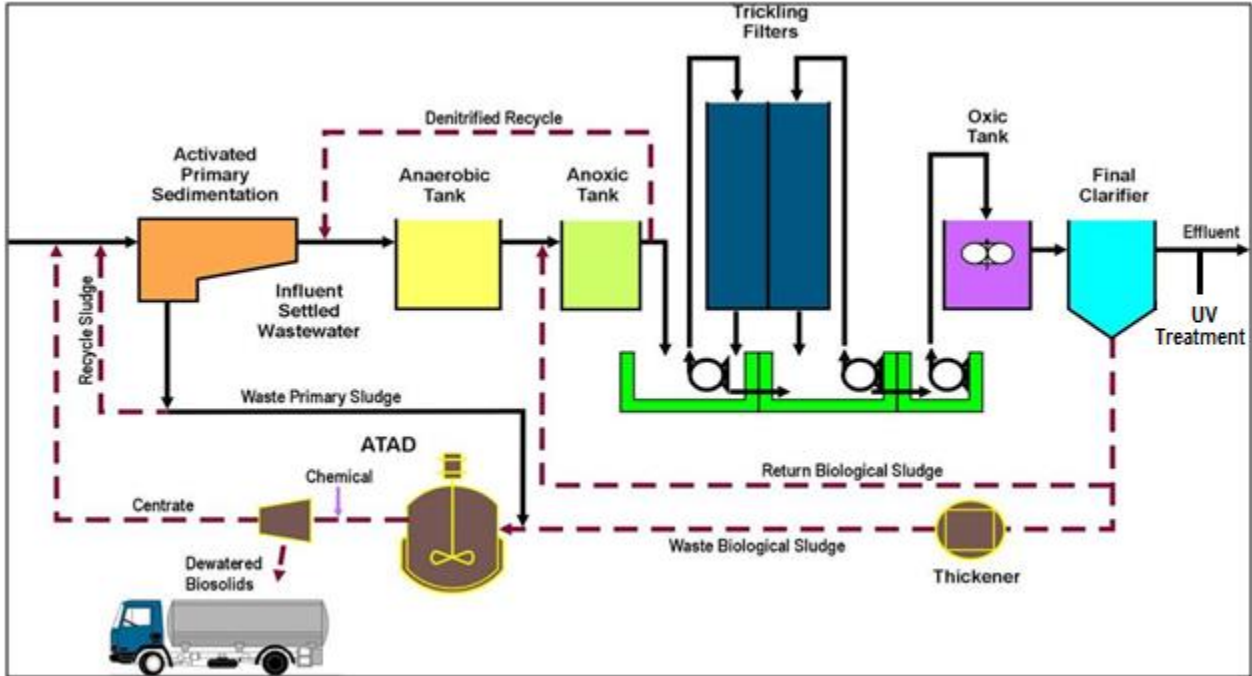 Trickling
Filters
Denitrified Recycle
Oxic
Tank
Activated
Primary
Sedimentation
Anaerobic
Tank
Anoxic
Tank
Final
Clarifier
Effluent
Influent
Settled
Wastewater
UV
Treatment
Recycle Sludge
Waste Primary Sludge
ATAD
Chemical
Return Biological Sludge
Centrate
Waste Biological Sludge
Thickener
Dewatered
Biosolids